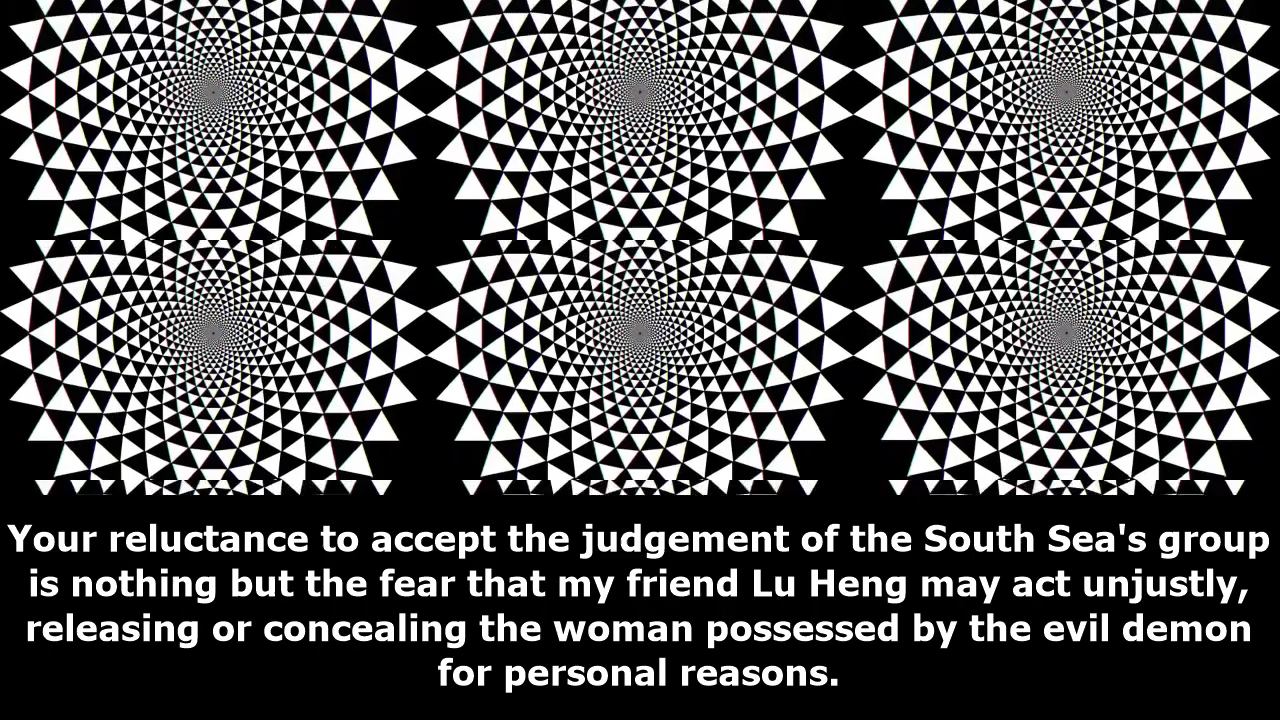 Your reluctance to accept the judgement of the South Sea's group
is nothing but the fear that my friend Lu Heng may act unjustly,
releasing or concealing the woman possessed by the evil demon
for personal reasons.